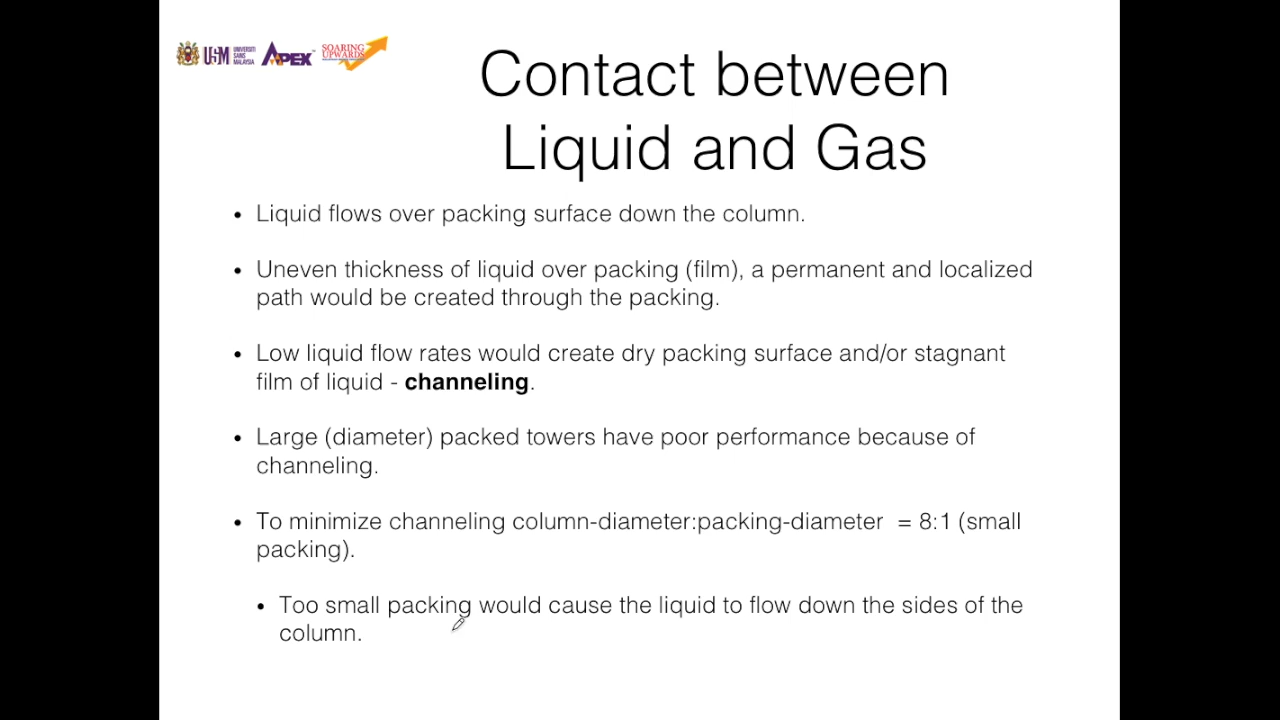 USM UNIVERSITI SAINS MALAYSIA APEX SOARING UPWARDS
Contact between
Liquid and Gas
• Liquid flows over packing surface down the column.
• Uneven thickness of liquid over packing (film), a permanent and localized
path would be created through the packing.
• Low liquid flow rates would create dry packing surface and/or stagnant
film of liquid - channeling.
• Large (diameter) packed towers have poor performance because of
channeling.
• To minimize channeling column-diameter:packing-diameter = 8:1 (small
packing).
• Too small packing would cause the liquid to flow down the sides of the
column.